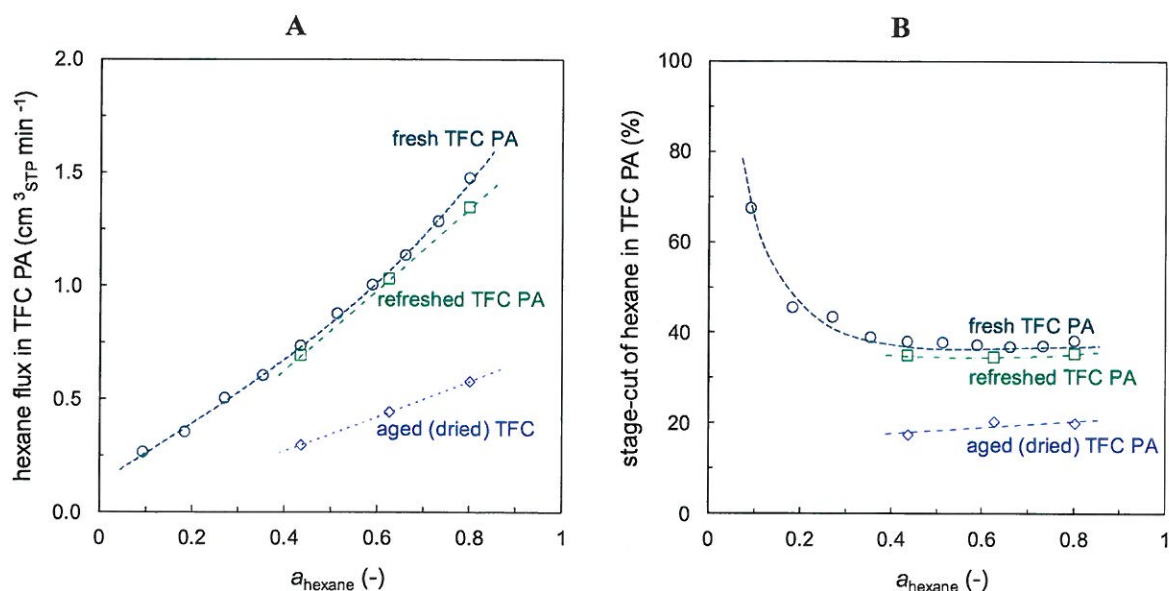 A
hexane flux in TFC PA (cm ³STP min ⁻¹)
2.0
1.5
1.0
0.5
0.0
0
0.2
0.4
0.6
0.8
1
fresh TFC PA
refreshed TFC PA
aged (dried) TFC
ahexane (-)
B
stage-cut of hexane in TFC PA (%)
100
80
60
40
20
0
0
0.2
0.4
0.6
0.8
1
fresh TFC PA
refreshed TFC PA
aged (dried) TFC PA
ahexane (-)